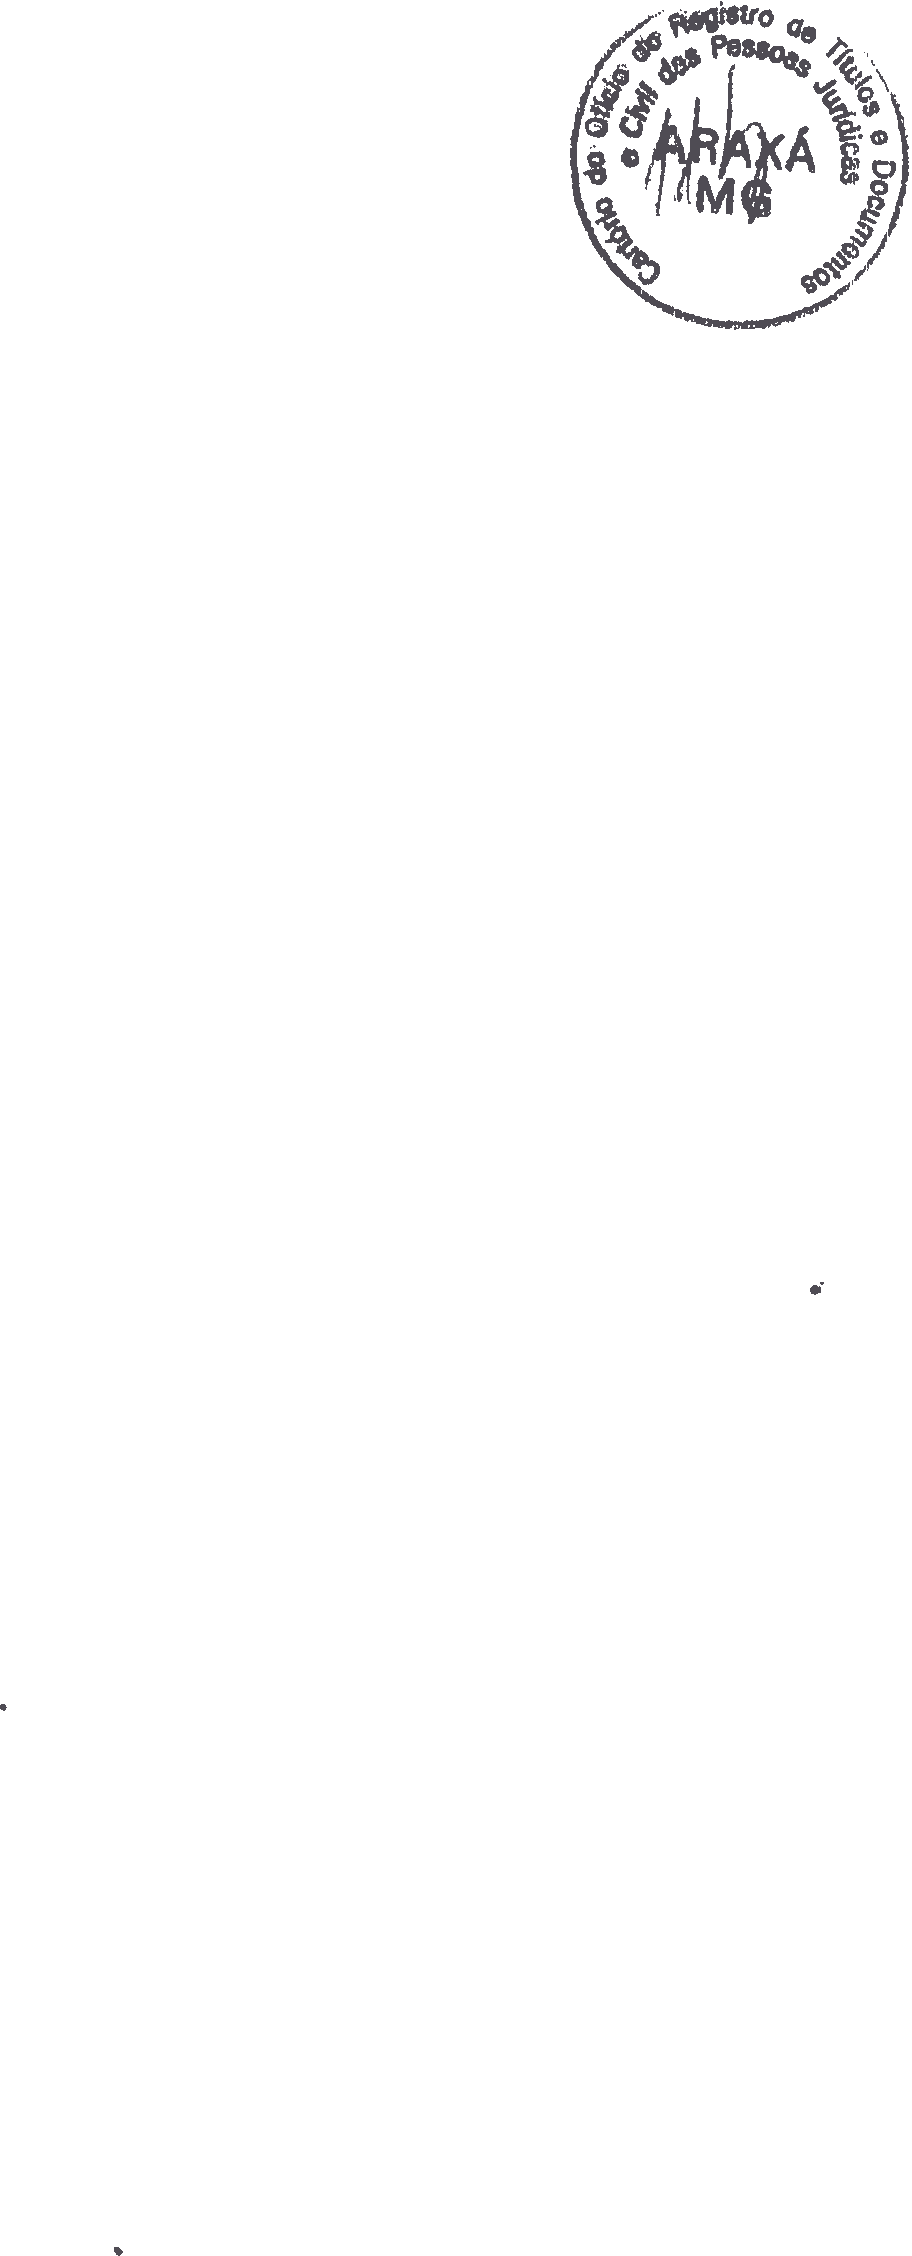 Cartório do Ofício do Registro de Títulos e Documentos
e Civil das Pessoas Jurídicas
ARAXÁ
MG